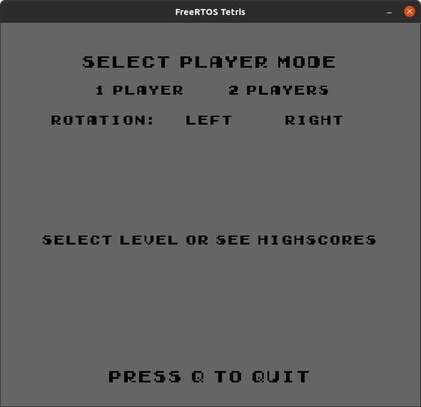 FreeRTOS Tetris
SELECT PLAYER MODE
1 PLAYER 2 PLAYERS
ROTATION: LEFT RIGHT
SELECT LEVEL OR SEE HIGHSCORES
PRESS Q TO QUIT